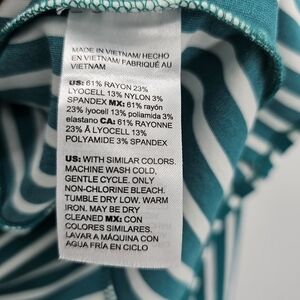 MADE IN VIETNAM/ HECHO
EN VIETNAM/ FABRIQUÉ AU
VIETNAM
US: 61% RAYON 23%
LYOCELL 13% NYLON 3%
SPANDEX MX: 61% rayón
23% lyocell 13% poliamida 3%
elastano CA: 61% RAYONNE
23% Â LYOCELL 13%
POLYAMIDE 3% SPANDEX
US: WITH SIMILAR COLORS.
MACHINE WASH COLD,
GENTLE CYCLE. ONLY
NON-CHLORINE BLEACH.
TUMBLE DRY LOW. WARM
IRON. MAY BE DRY
CLEANED MX: CON
COLORES SIMILARES.
LAVAR A MÁQUINA CON
AGUA FRÍA EN CICLO